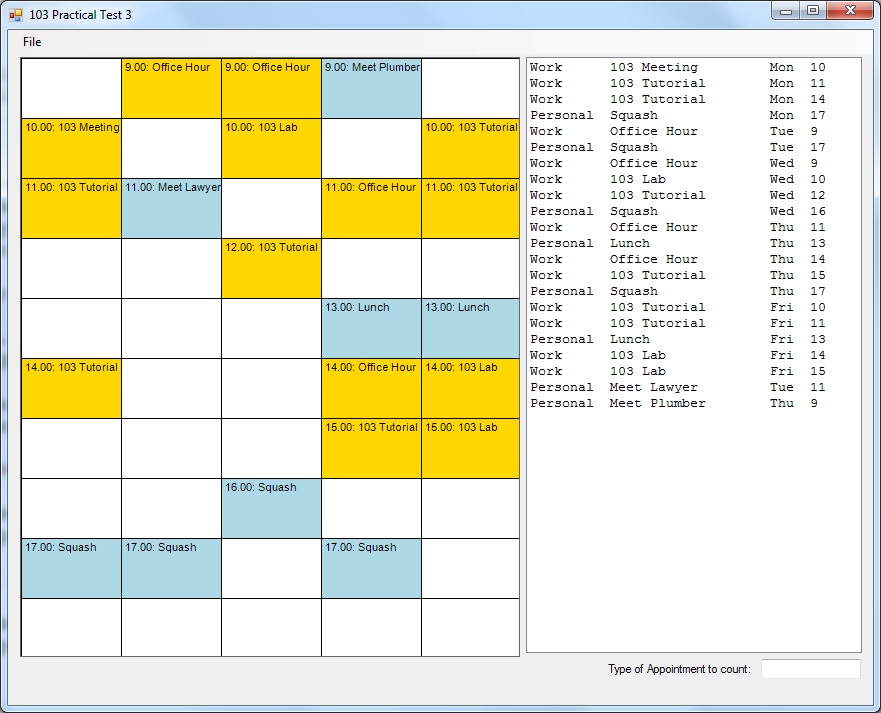 103 Practical Test 3
File
9.00: Office Hour 9.00: Office Hour 9.00: Meet Plumber
10.00: 103 Meeting 10.00: 103 Lab 10.00: 103 Tutorial
11.00: 103 Tutorial 11.00: Meet Lawyer 11.00: Office Hour 11.00: 103 Tutorial
12.00: 103 Tutorial
13.00: Lunch 13.00: Lunch
14.00: 103 Tutorial 14.00: Office Hour 14.00: 103 Lab
15.00: 103 Tutorial 15.00: 103 Lab
16.00: Squash
17.00: Squash 17.00: Squash 17.00: Squash
Work 103 Meeting Mon 10
Work 103 Tutorial Mon 11
Work 103 Tutorial Mon 14
Personal Squash Mon 17
Work Office Hour Tue 9
Personal Squash Tue 17
Work Office Hour Wed 9
Work 103 Lab Wed 10
Work 103 Tutorial Wed 12
Personal Squash Wed 16
Work Office Hour Thu 11
Personal Lunch Thu 13
Work Office Hour Thu 14
Work 103 Tutorial Thu 15
Personal Squash Thu 17
Work 103 Tutorial Fri 10
Work 103 Tutorial Fri 11
Personal Lunch Fri 13
Work 103 Lab Fri 14
Work 103 Lab Fri 15
Personal Meet Lawyer Tue 11
Personal Meet Plumber Thu 9
Type of Appointment to count: